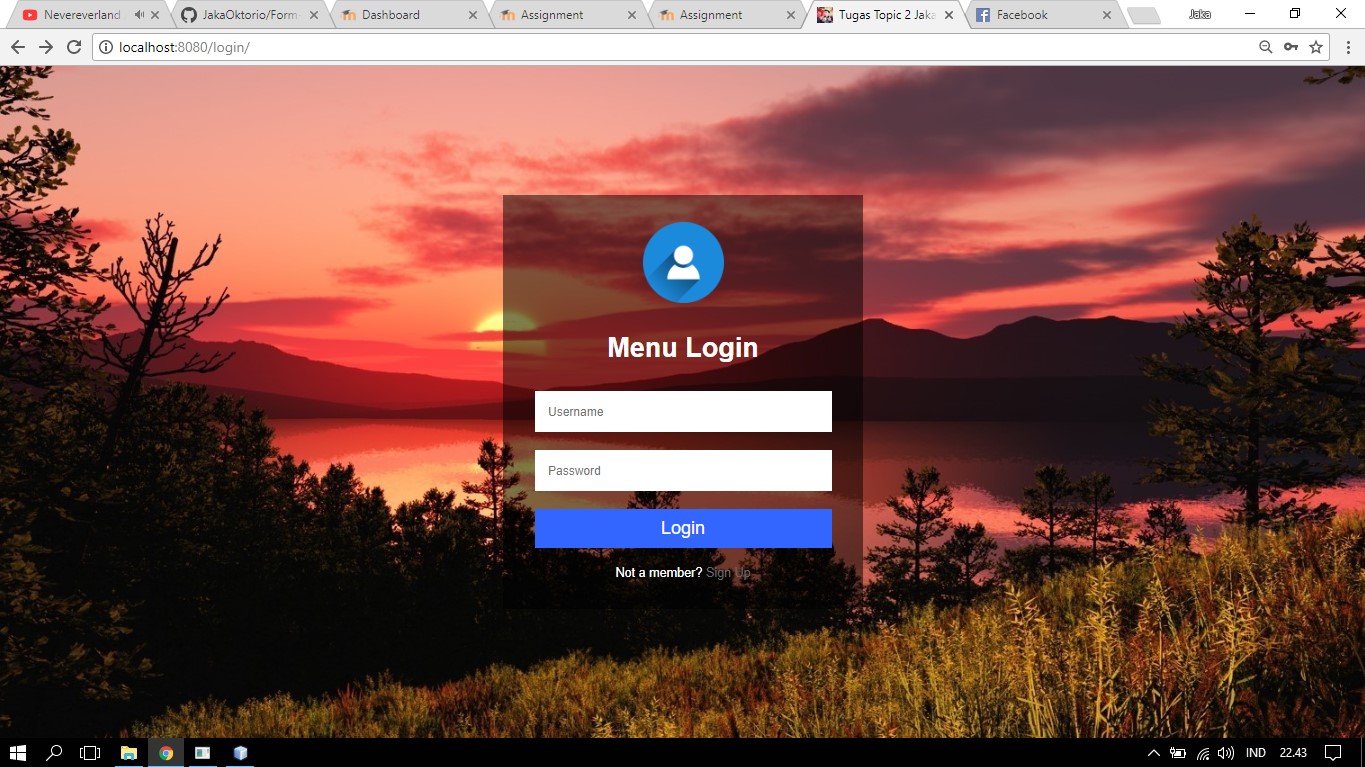 Neverеverland
JakaOktorio/Form-
Dashboard
Assignment
Assignment
Tugas Topic 2 Jaka
Facebook
Jaka
localhost:8080/login/
Menu Login
Username
Password
Login
Not a member? Sign Up
IND
22.43